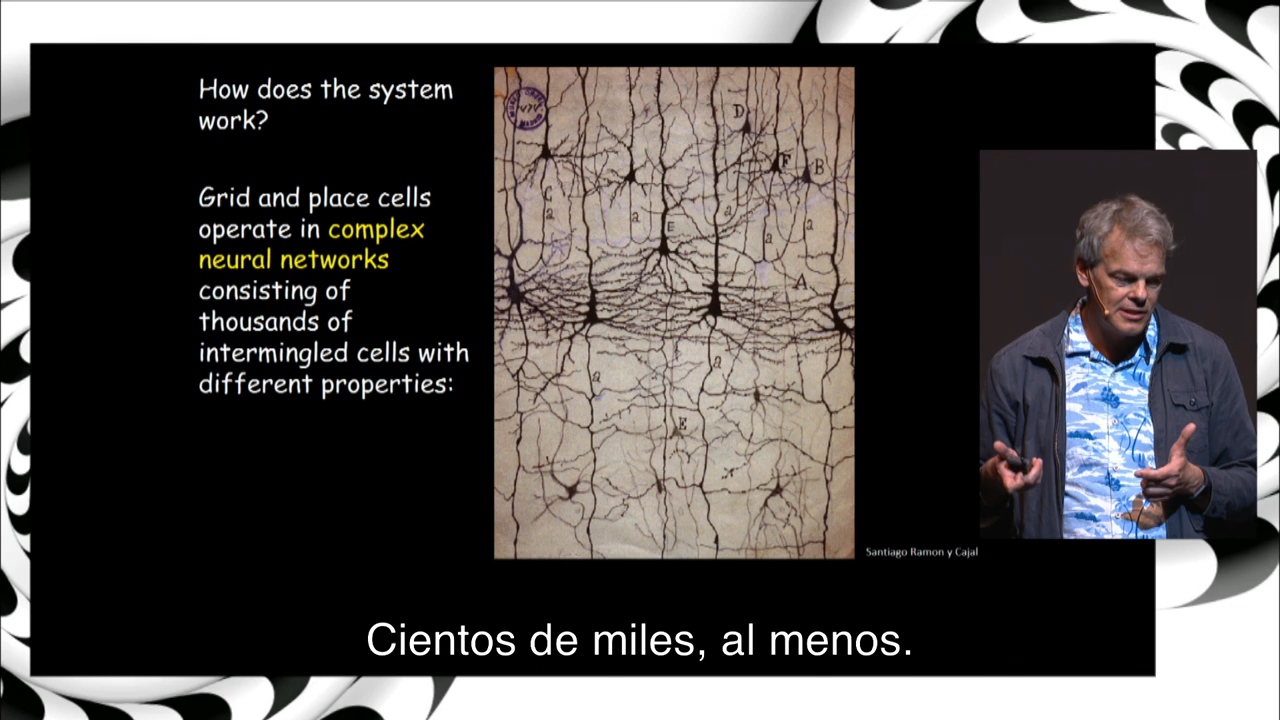 How does the system
work?
Grid and place cells
operate in complex
neural networks
consisting of
thousands of
intermingled cells with
different properties:
D
F
B
C
a
a
a
a
a
E
A
a
a
E
Santiago Ramon y Cajal
Cientos de miles, al menos.